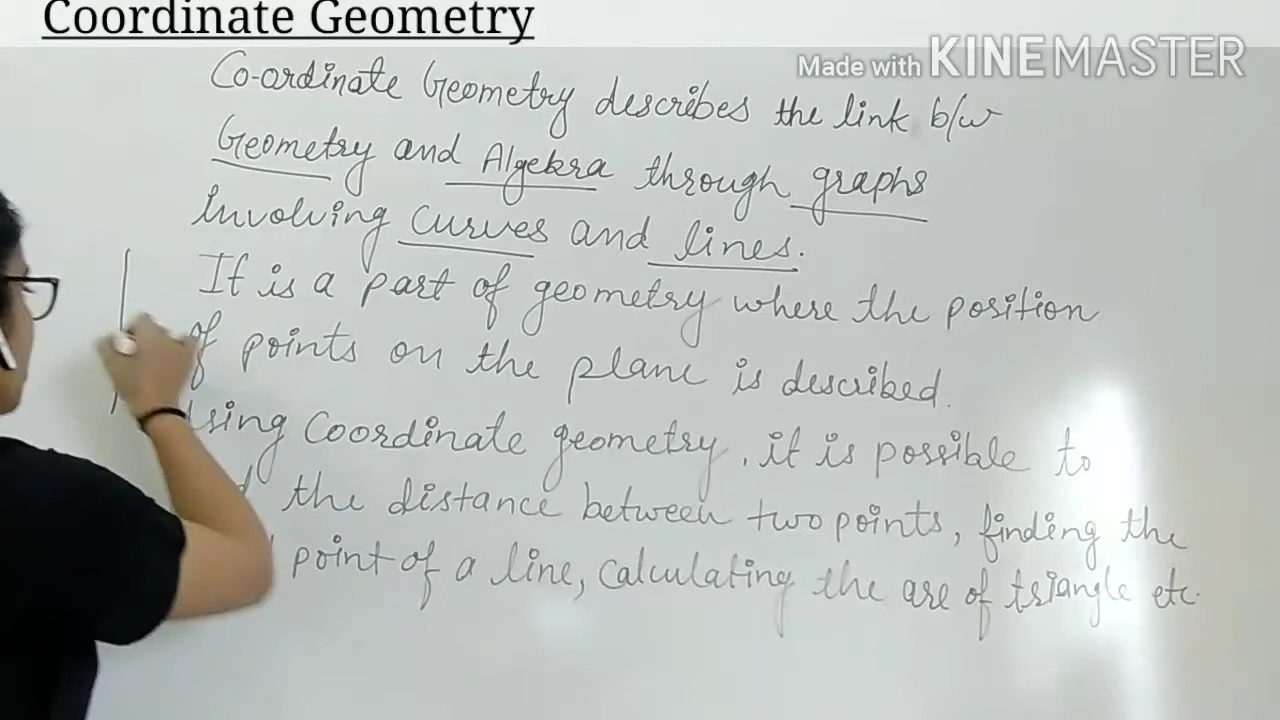 Coordinate Geometry
Made with KINEMASTER
Co-ordinate Geometry describes the link b/w
Geometry and Algebra through graphs
involving curves and lines.
It is a part of geometry where the position
of points on the plane is described.
Using Coordinate geometry, it is possible to
the distance between two points, finding the
point of a line, calculating the are of triangle etc.